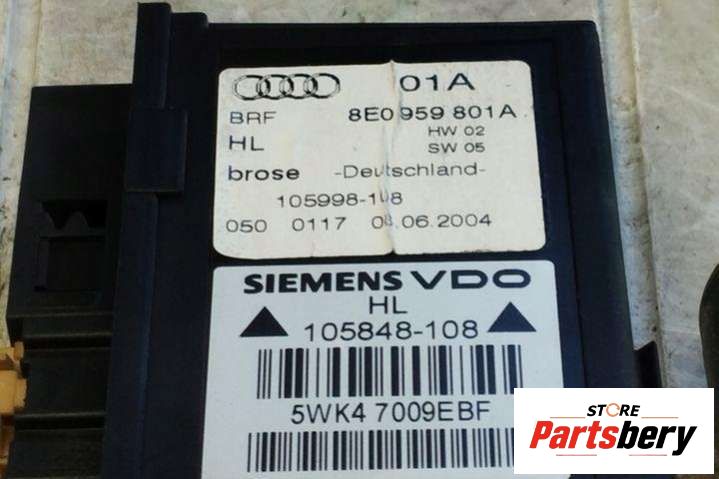 01A
BRF 8E0 959 801A
HL HW 02
SW 05
brose -Deutschland-
105998-108
050 0117 08.06.2004
SIEMENS VDO
HL
105848-108
5WK4 7009EBF
STORE
Partsbery